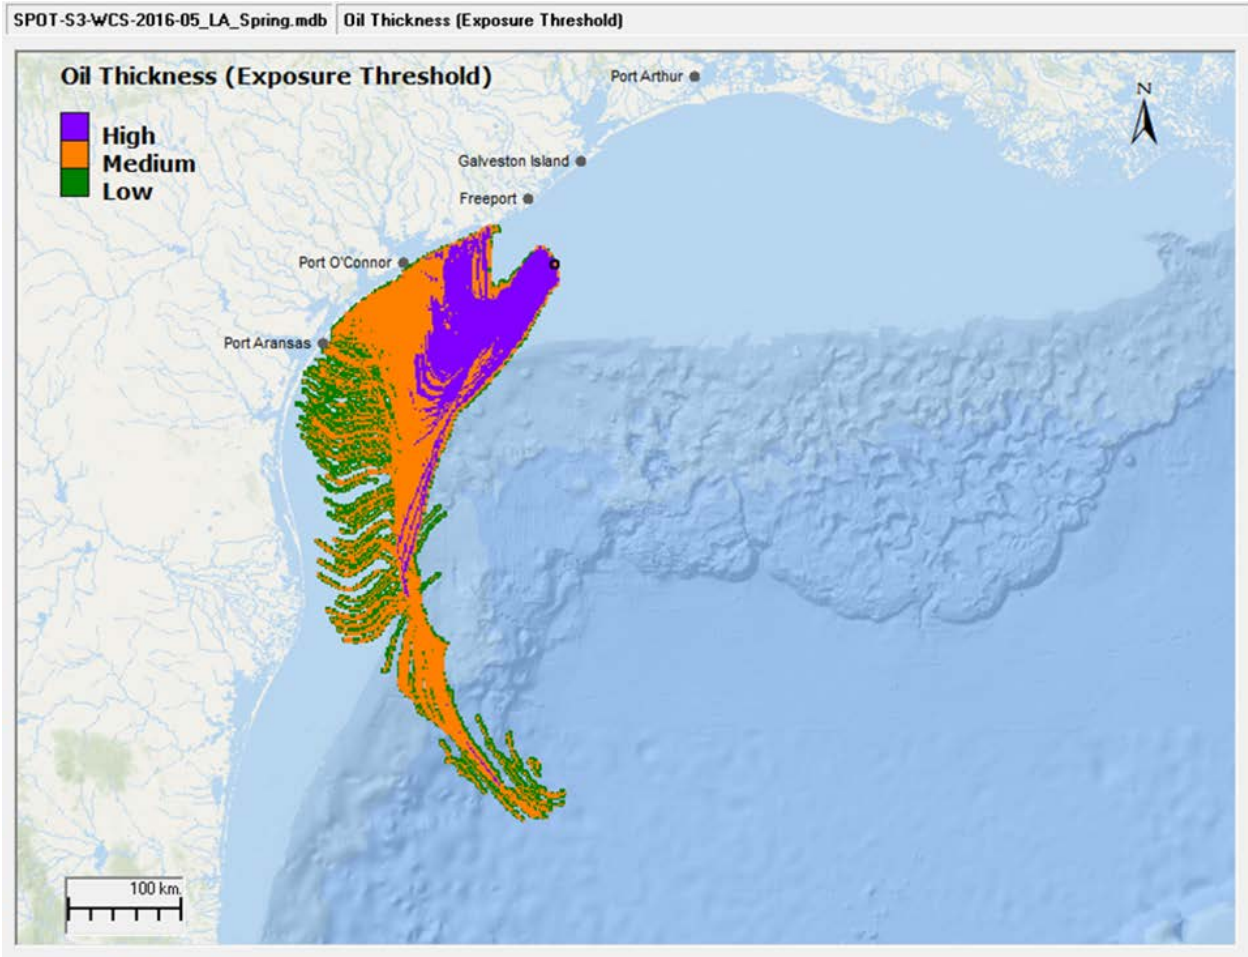 SPOT-S3-WCS-2016-05_LA_Spring.mdb Oil Thickness (Exposure Threshold)
Oil Thickness (Exposure Threshold)
High
Medium
Low
Port Arthur
N
Galveston Island
Freeport
Port O'Connor
Port Aransas
100 km.